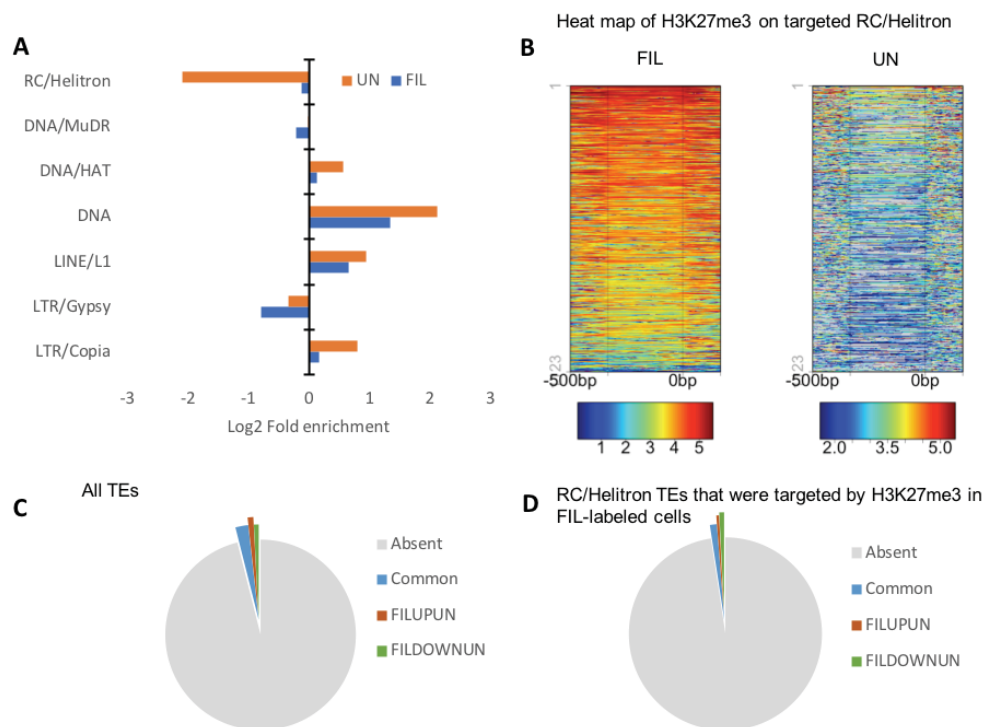 Heat map of H3K27me3 on targeted RC/Helitron
A
B
FIL
UN
RC/Helitron
UN
FIL
DNA/MuDR
DNA/HAT
DNA
LINE/L1
LTR/Gypsy
LTR/Copia
-3
-2
-1
0
1
2
3
Log2 Fold enrichment
1
23
-500bp
0bp
1 2 3 4 5
1
23
-500bp
0bp
2.0 3.5 5.0
C
All TEs
Absent
Common
FILUPUN
FILDOWNUN
D
RC/Helitron TEs that were targeted by H3K27me3 in
FIL-labeled cells
Absent
Common
FILUPUN
FILDOWNUN